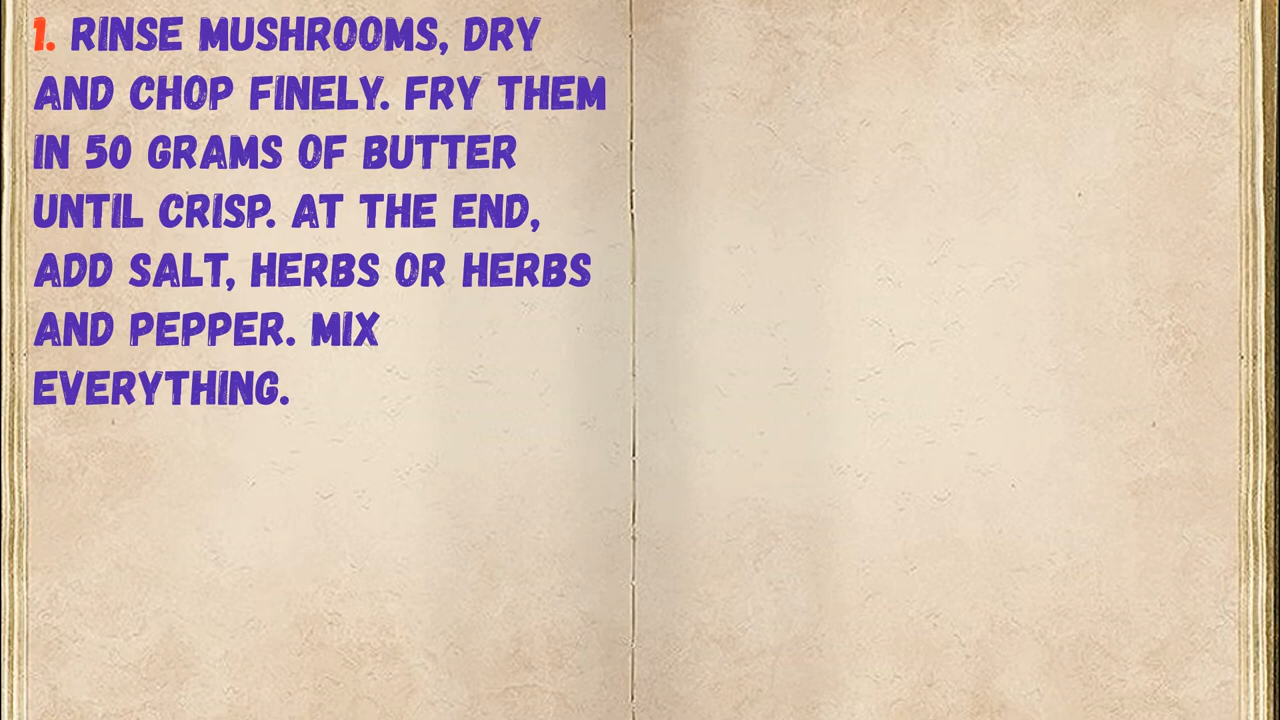 1. RINSE MUSHROOMS, DRY
AND CHOP FINELY. FRY THEM
IN 50 GRAMS OF BUTTER
UNTIL CRISP. AT THE END,
ADD SALT, HERBS OR HERBS
AND PEPPER. MIX
EVERYTHING.